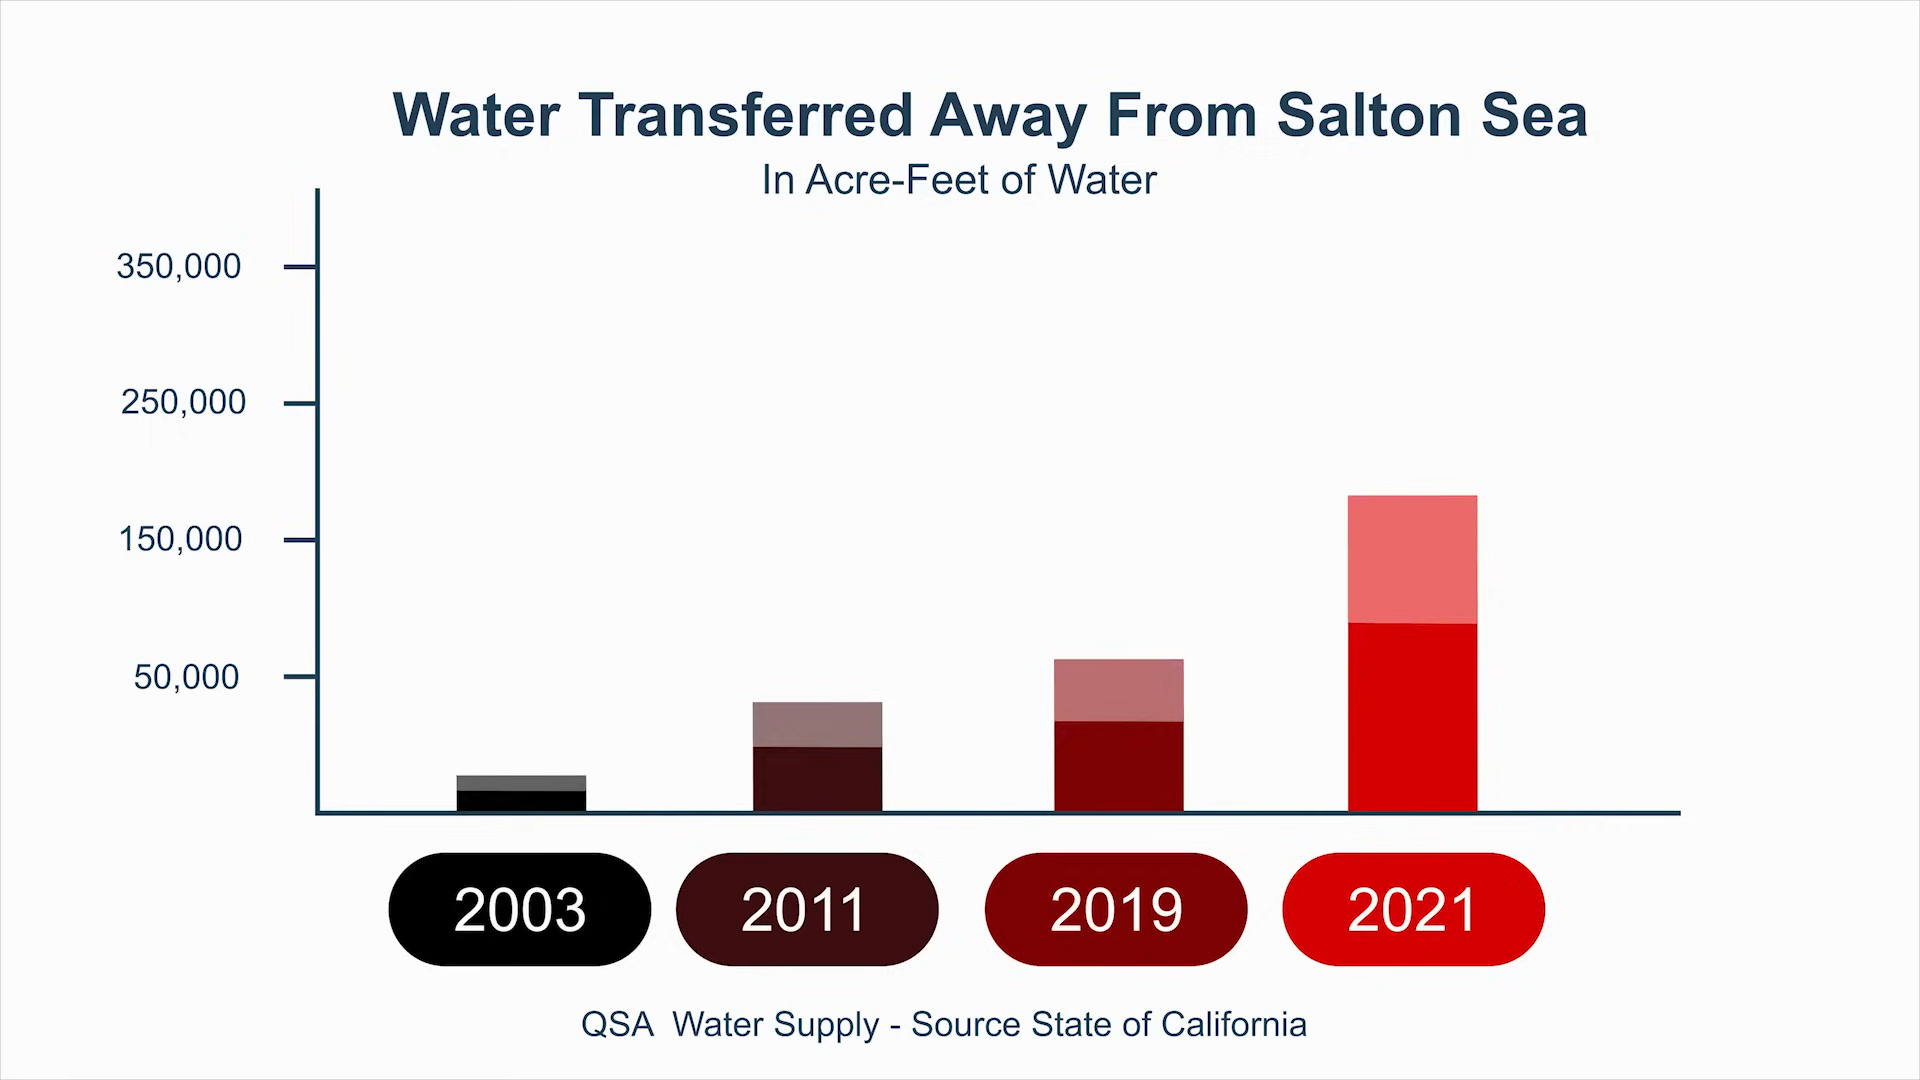 Water Transferred Away From Salton Sea
In Acre-Feet of Water
350,000
250,000
150,000
50,000
2003 2011 2019 2021
QSA  Water Supply - Source State of California